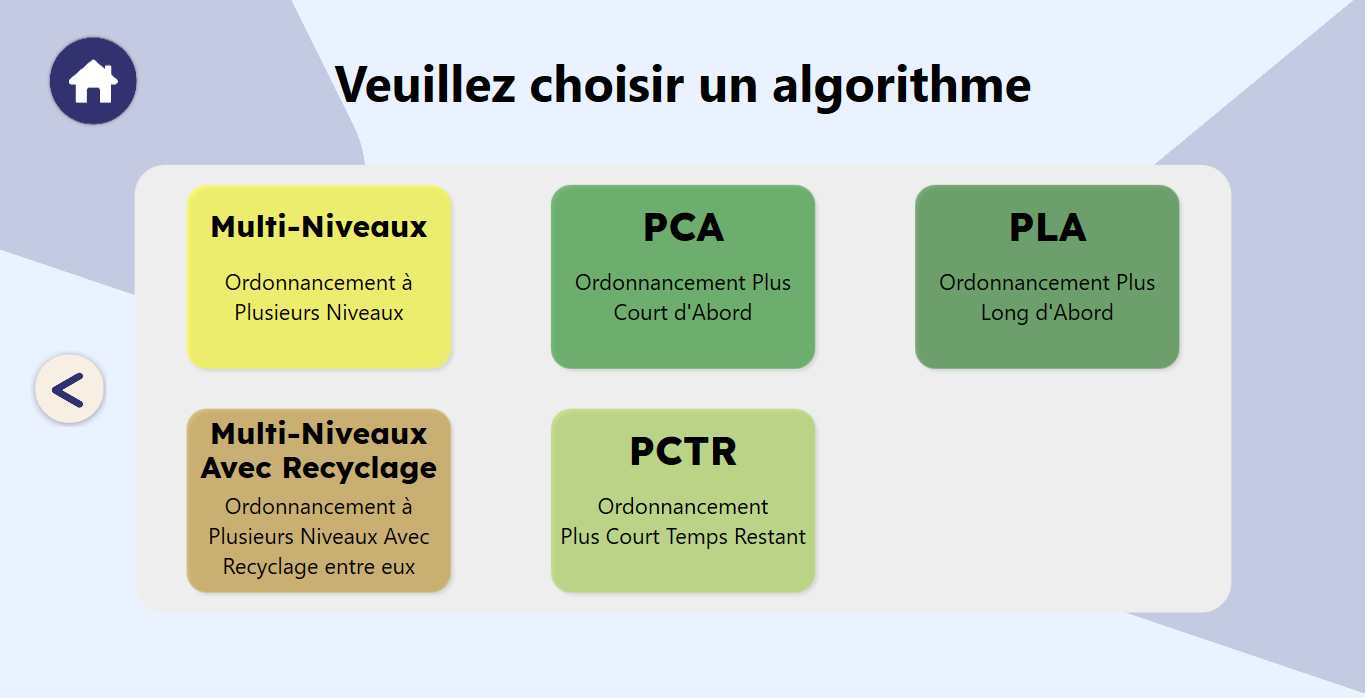 Veuillez choisir un algorithme
Multi-Niveaux
Ordonnancement à
Plusieurs Niveaux
PCA
Ordonnancement Plus
Court d'Abord
PLA
Ordonnancement Plus
Long d'Abord
Multi-Niveaux
Avec Recyclage
Ordonnancement à
Plusieurs Niveaux Avec
Recyclage entre eux
PCTR
Ordonnancement
Plus Court Temps Restant